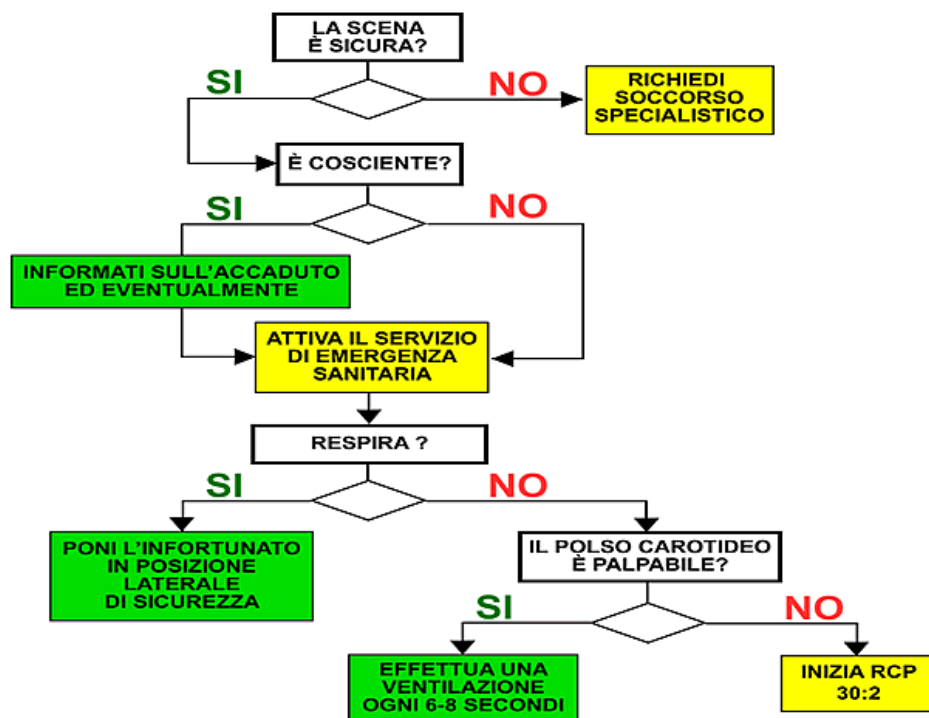 LA SCENA
È SICURA?
SI
NO
RICHIEDI
SOCCORSO
SPECIALISTICO
È COSCIENTE?
SI
NO
INFORMATI SULL'ACCADUTO
ED EVENTUALMENTE
ATTIVA IL SERVIZIO
DI EMERGENZA
SANITARIA
RESPIRA ?
SI
NO
PONI L'INFORTUNATO
IN POSIZIONE
LATERALE
DI SICUREZZA
IL POLSO CAROTIDEO
È PALPABILE?
SI
NO
EFFETTUA UNA
VENTILAZIONE
OGNI 6-8 SECONDI
INIZIA RCP
30:2